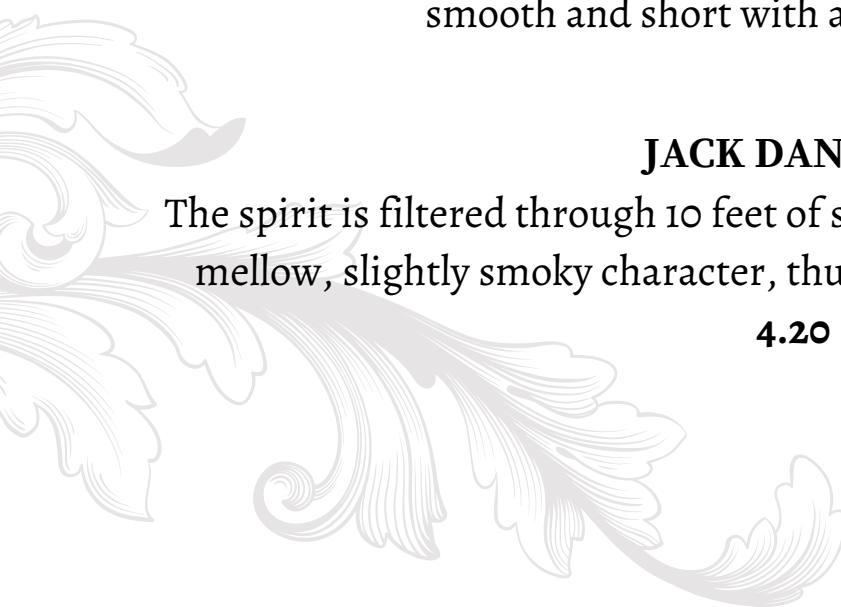 smooth and short with a
JACK DAN
The spirit is filtered through 10 feet of s
mellow, slightly smoky character, thu
4.20